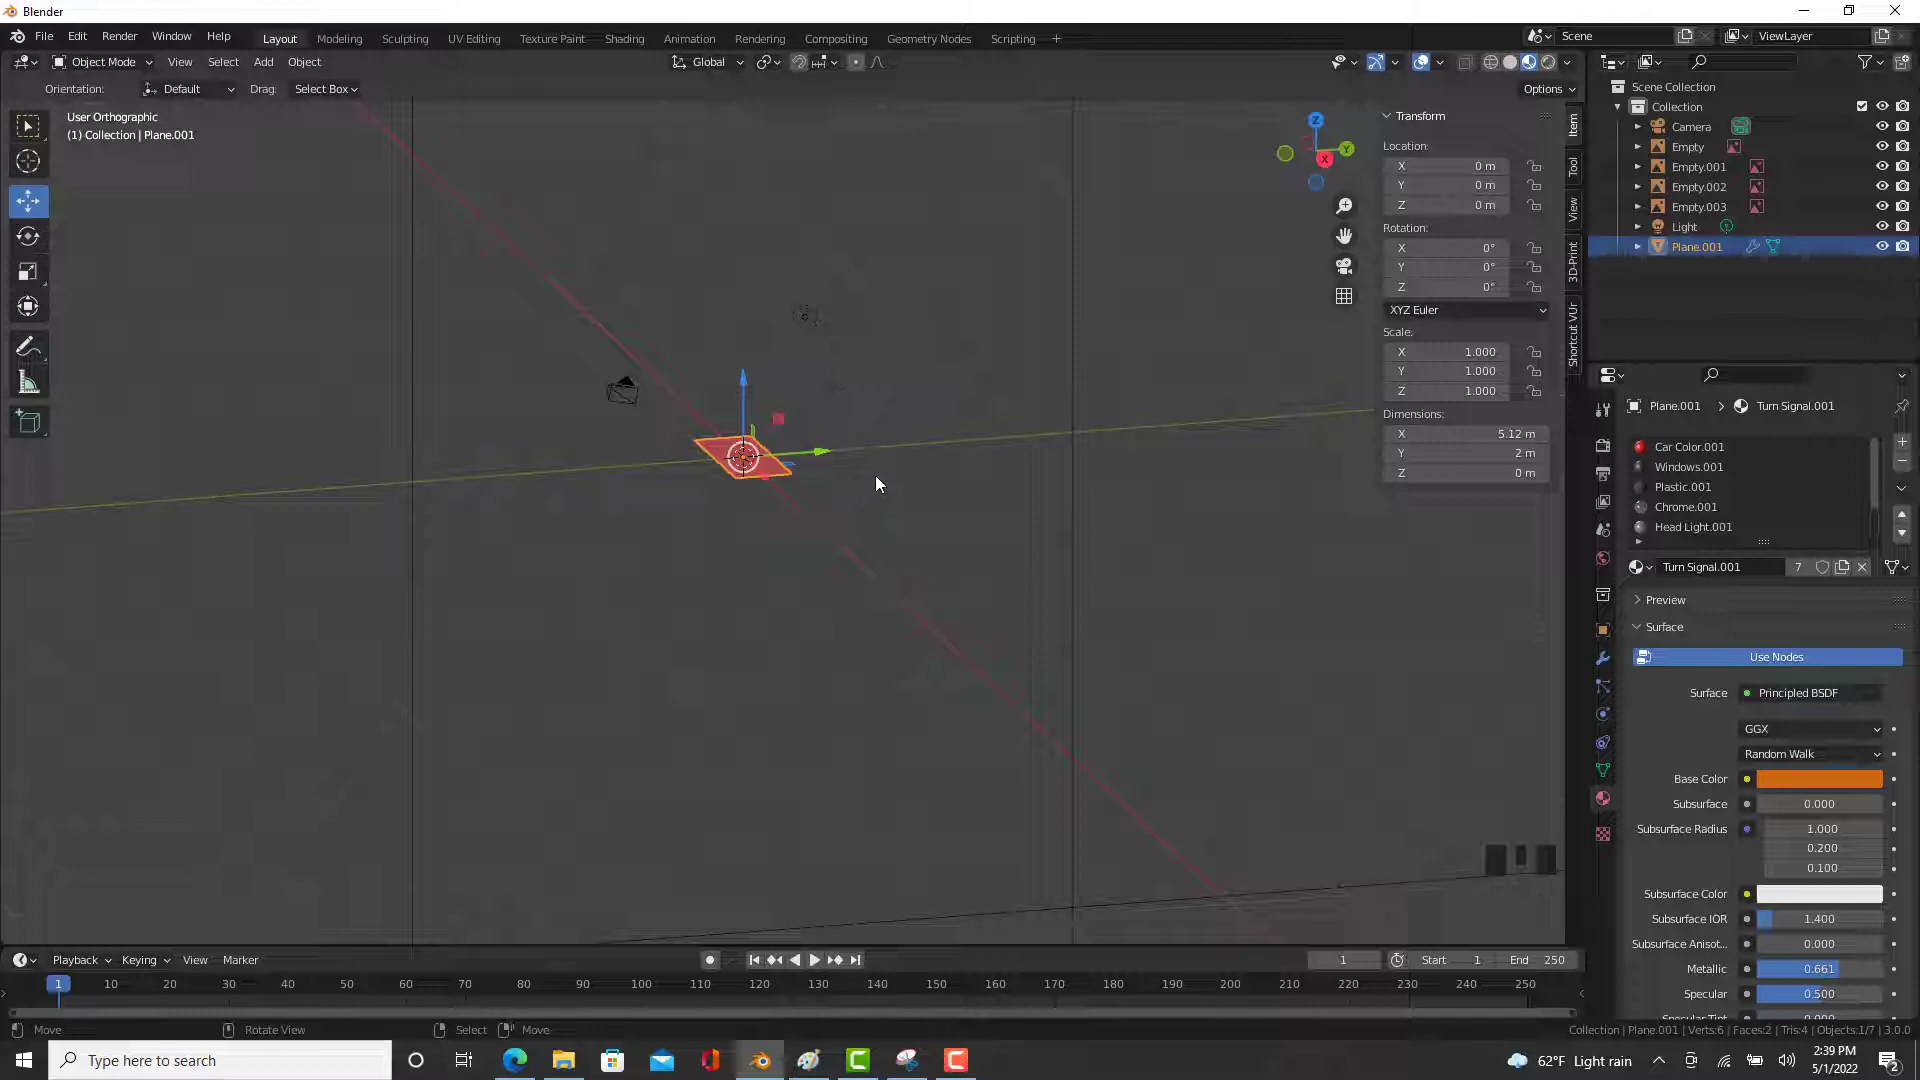 Blender
File Edit Render Window Help Layout Modeling Sculpting UV Editing Texture Paint Shading Animation Rendering Compositing Geometry Nodes Scripting + Scene ViewLayer
Object Mode View Select Add Object Global
Orientation: Default Drag: Select Box Options
User Orthographic
(1) Collection | Plane.001
Z
Y
X
Item
Tool
View
3D-Print
Shortcut VUr
Transform
Location:
X 0 m
Y 0 m
Z 0 m
Rotation:
X 0°
Y 0°
Z 0°
XYZ Euler
Scale:
X 1.000
Y 1.000
Z 1.000
Dimensions:
X 5.12 m
Y 2 m
Z 0 m
Scene Collection
Collection
Camera
Empty
Empty.001
Empty.002
Empty.003
Light
Plane.001
Plane.001 > Turn Signal.001
Car Color.001
Windows.001
Plastic.001
Chrome.001
Head Light.001
Turn Signal.001 7
Preview
Surface
Use Nodes
Surface Principled BSDF
GGX
Random Walk
Base Color
Subsurface 0.000
Subsurface Radius 1.000
0.200
0.100
Subsurface Color
Subsurface IOR 1.400
Subsurface Anisot... 0.000
Metallic 0.661
Specular 0.500
Playback Keying View Marker 1 Start 1 End 250
1 10 20 30 40 50 60 70 80 90 100 110 120 130 140 150 160 170 180 190 200 210 220 230 240 250
Move Rotate View Select Move Collection | Plane.001 | Verts:6 | Faces:2 | Tris:4 | Objects:1/7 | 3.0.0
Type here to search 62°F Light rain 2:39 PM
5/1/2022 2